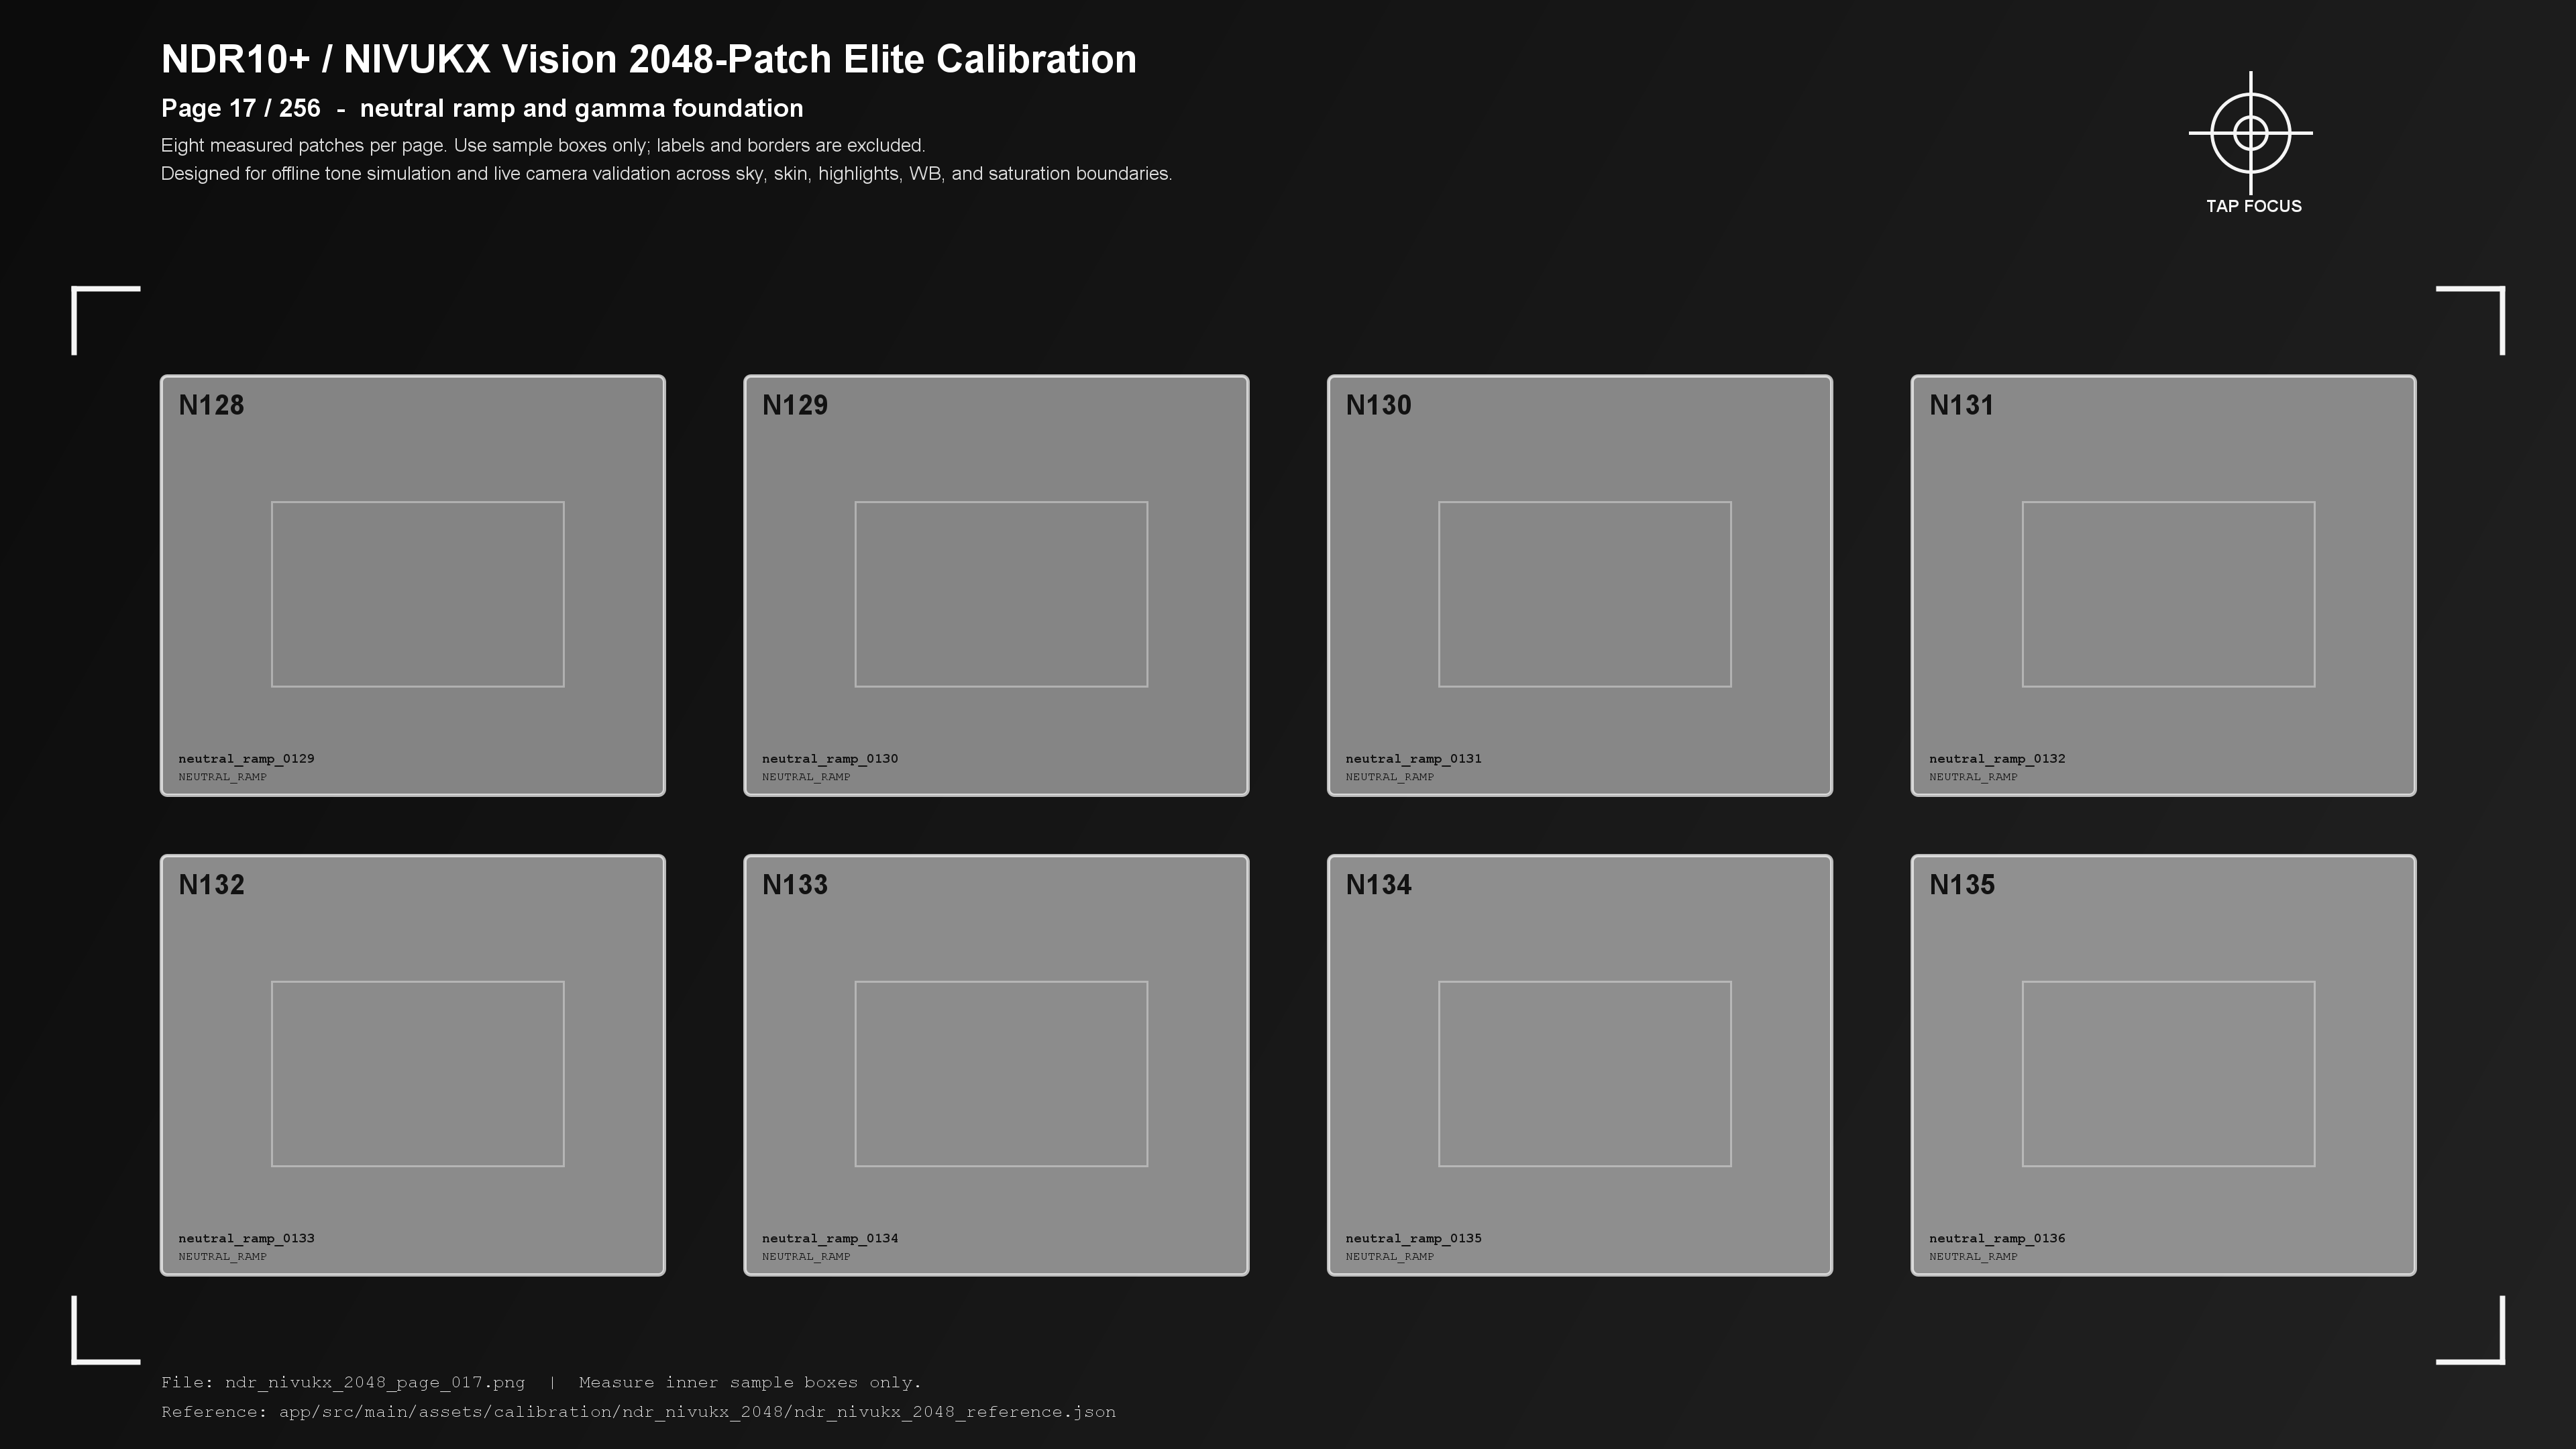 NDR10+ / NIVUKX Vision 2048-Patch Elite Calibration
Page 17 / 256 - neutral ramp and gamma foundation
Eight measured patches per page. Use sample boxes only; labels and borders are excluded.
Designed for offline tone simulation and live camera validation across sky, skin, highlights, WB, and saturation boundaries.
TAP FOCUS
N128
neutral_ramp_0129
NEUTRAL_RAMP
N129
neutral_ramp_0130
NEUTRAL_RAMP
N130
neutral_ramp_0131
NEUTRAL_RAMP
N131
neutral_ramp_0132
NEUTRAL_RAMP
N132
neutral_ramp_0133
NEUTRAL_RAMP
N133
neutral_ramp_0134
NEUTRAL_RAMP
N134
neutral_ramp_0135
NEUTRAL_RAMP
N135
neutral_ramp_0136
NEUTRAL_RAMP
File: ndr_nivukx_2048_page_017.png | Measure inner sample boxes only.
Reference: app/src/main/assets/calibration/ndr_nivukx_2048/ndr_nivukx_2048_reference.json